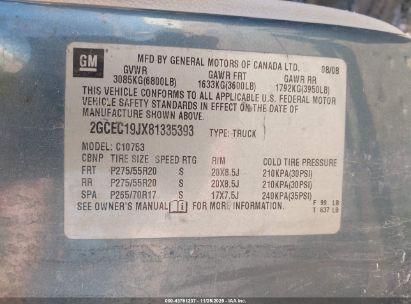 GM
MFD BY GENERAL MOTORS OF CANADA LTD. 08/08
GVWR GAWR FRT GAWR RR
3085KG(6800LB) 1633KG(3600LB) 1792KG(3950LB)
THIS VEHICLE CONFORMS TO ALL APPLICABLE U.S. FEDERAL MOTOR
VEHICLE SAFETY STANDARDS IN EFFECT ON THE DATE OF
MANUFACTURE SHOWN ABOVE.
2GCEC19JX81335393 TYPE: TRUCK
MODEL: C10753
CBNP TIRE SIZE SPEED RTG RIM COLD TIRE PRESSURE
FRT P275/55R20 S 20X8.5J 210KPA(30PSI)
RR P275/55R20 S 20X8.5J 210KPA(30PSI)
SPA P265/70R17 S 17X7.5J 240KPA(35PSI)
SEE OWNER'S MANUAL i FOR MORE INFORMATION.
F 99 LB
T 637 LB